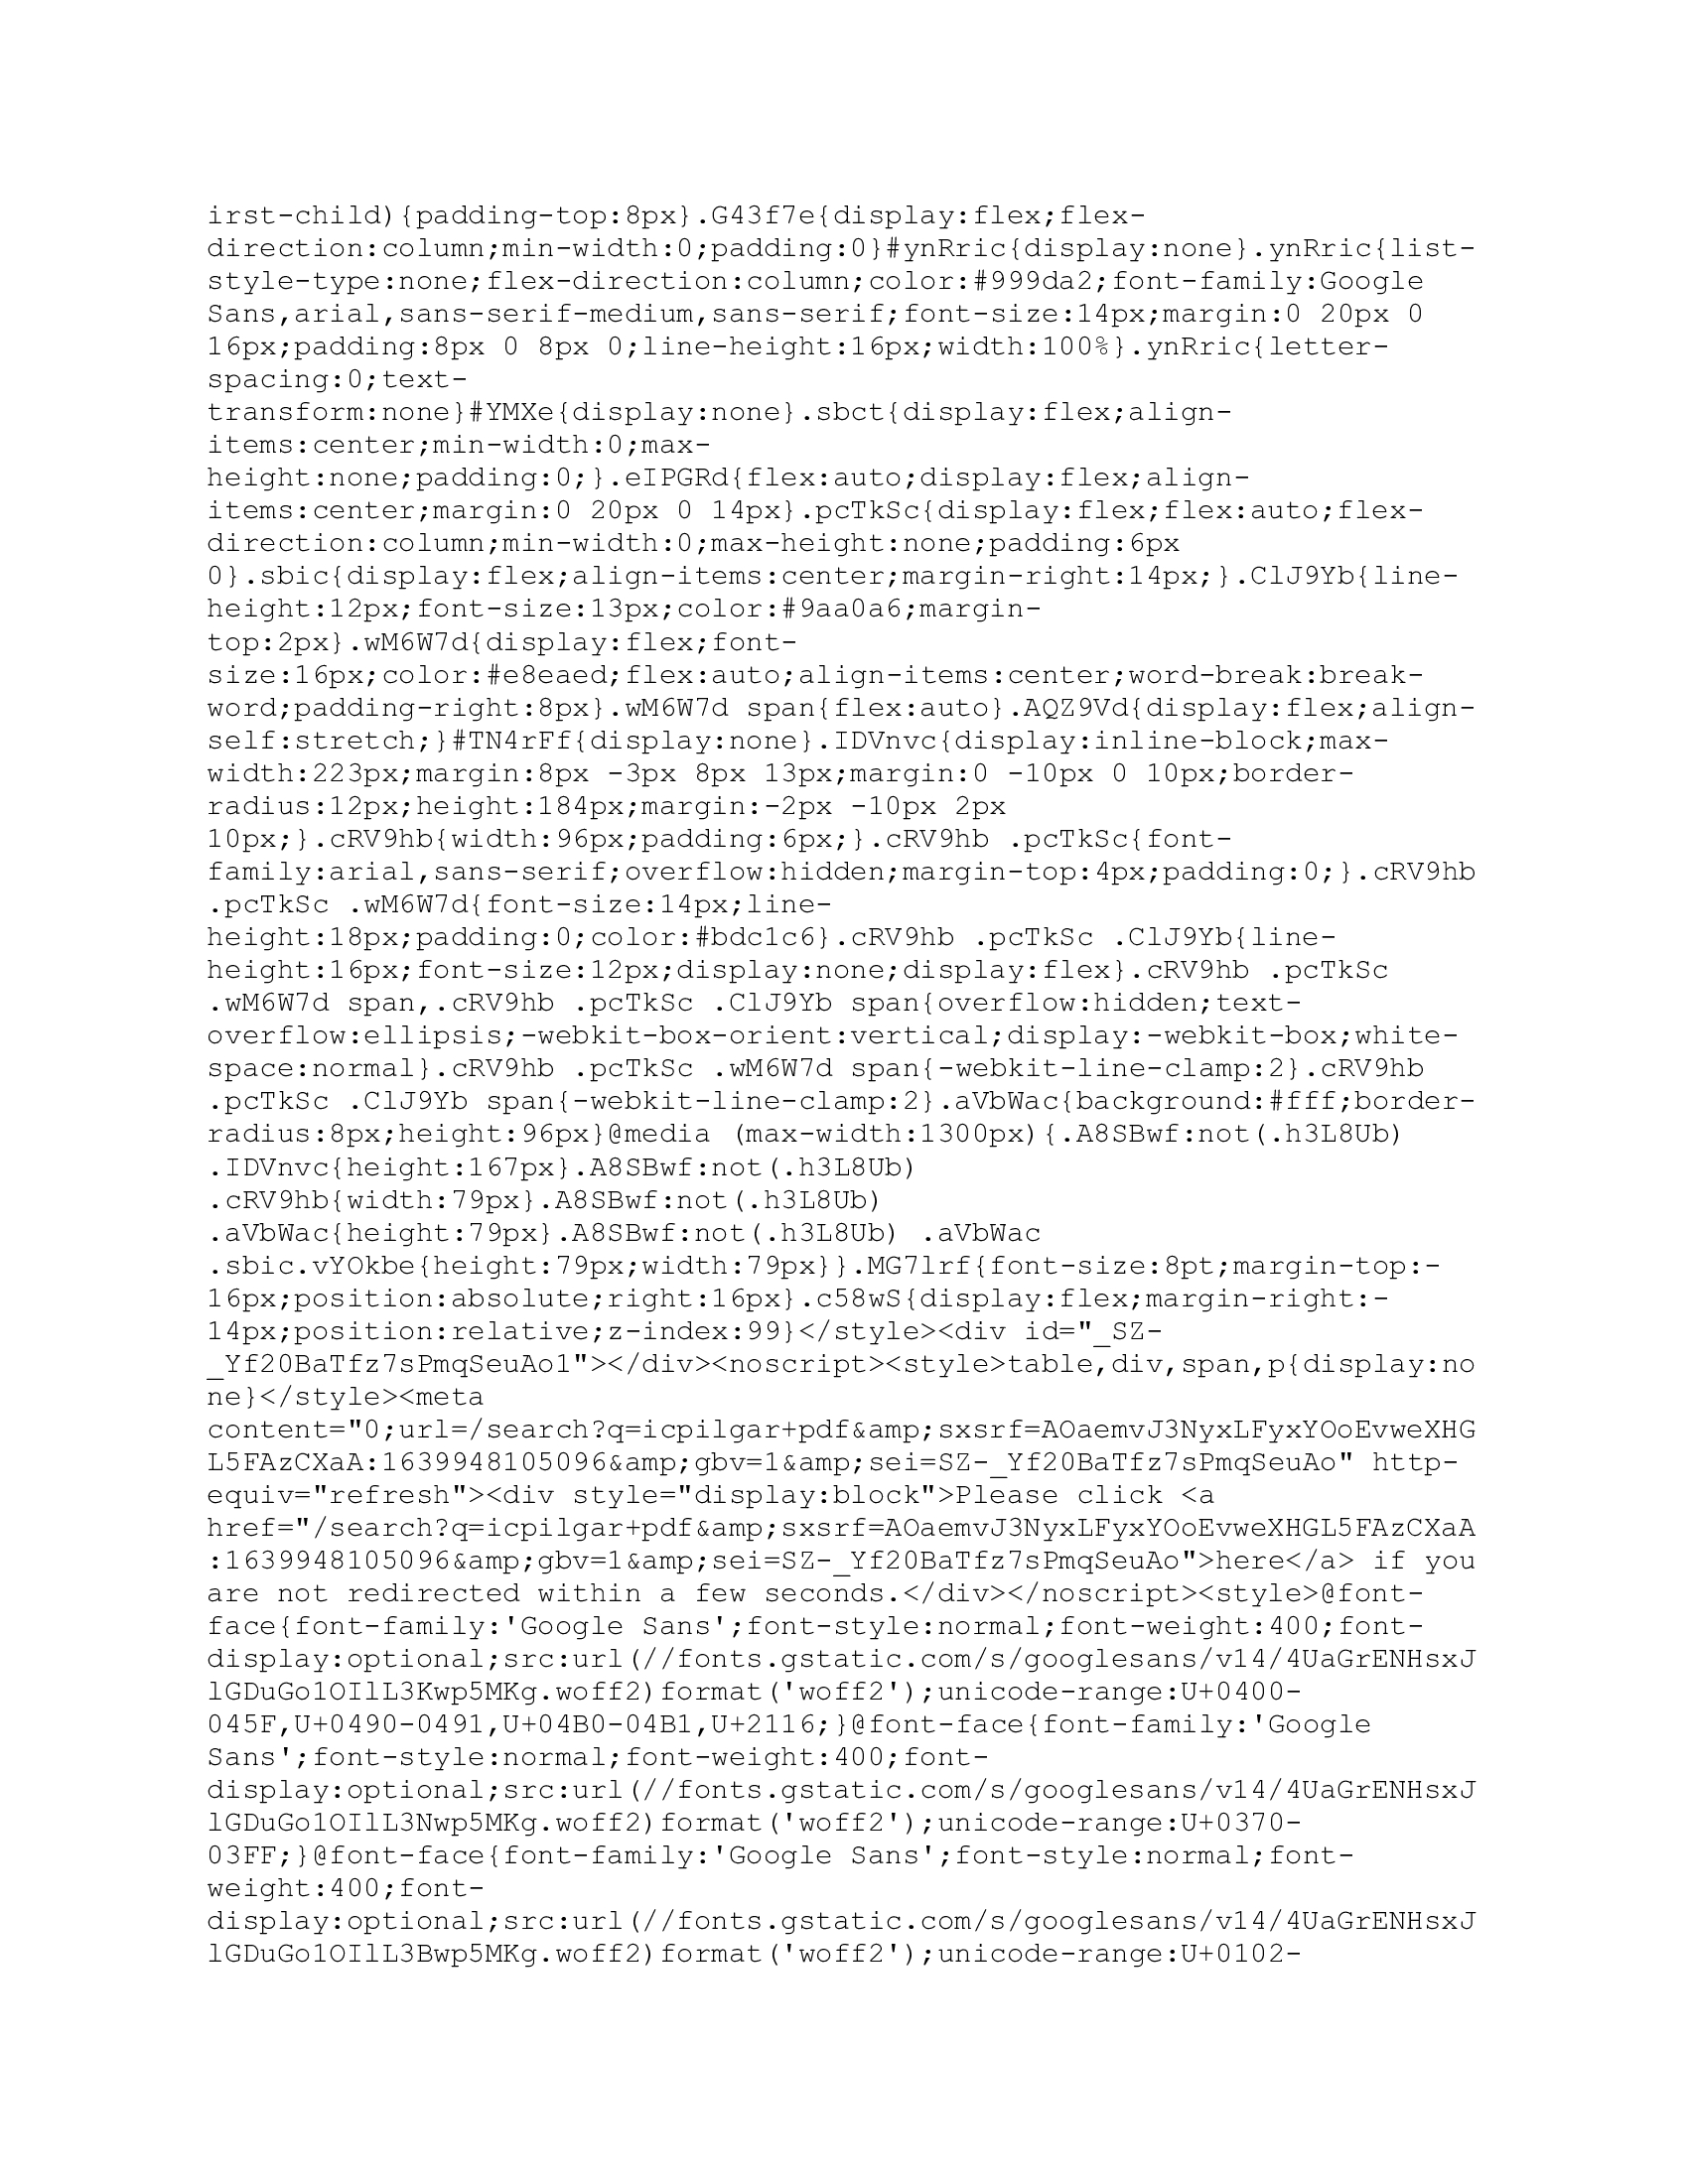 irst-child){padding-top:8px}.G43f7e{display:flex;flex-
direction:column;min-width:0;padding:0}#ynRric{display:none}.ynRric{list-
style-type:none;flex-direction:column;color:#999da2;font-family:Google
Sans,arial,sans-serif-medium,sans-serif;font-size:14px;margin:0 20px 0
16px;padding:8px 0 8px 0;line-height:16px;width:100%}.ynRric{letter-
spacing:0;text-
transform:none}#YMXe{display:none}.sbct{display:flex;align-
items:center;min-width:0;max-
height:none;padding:0;}.eIPGRd{flex:auto;display:flex;align-
items:center;margin:0 20px 0 14px}.pcTkSc{display:flex;flex:auto;flex-
direction:column;min-width:0;max-height:none;padding:6px
0}.sbic{display:flex;align-items:center;margin-right:14px;}.ClJ9Yb{line-
height:12px;font-size:13px;color:#9aa0a6;margin-
top:2px}.wM6W7d{display:flex;font-
size:16px;color:#e8eaed;flex:auto;align-items:center;word-break:break-
word;padding-right:8px}.wM6W7d span{flex:auto}.AQZ9Vd{display:flex;align-
self:stretch;}#TN4rFf{display:none}.IDVnvc{display:inline-block;max-
width:223px;margin:8px -3px 8px 13px;margin:0 -10px 0 10px;border-
radius:12px;height:184px;margin:-2px -10px 2px
10px;}.cRV9hb{width:96px;padding:6px;}.cRV9hb .pcTkSc{font-
family:arial,sans-serif;overflow:hidden;margin-top:4px;padding:0;}.cRV9hb
.pcTkSc .wM6W7d{font-size:14px;line-
height:18px;padding:0;color:#bdc1c6}.cRV9hb .pcTkSc .ClJ9Yb{line-
height:16px;font-size:12px;display:none;display:flex}.cRV9hb .pcTkSc
.wM6W7d span,.cRV9hb .pcTkSc .ClJ9Yb span{overflow:hidden;text-
overflow:ellipsis;-webkit-box-orient:vertical;display:-webkit-box;white-
space:normal}.cRV9hb .pcTkSc .wM6W7d span{-webkit-line-clamp:2}.cRV9hb
.pcTkSc .ClJ9Yb span{-webkit-line-clamp:2}.aVbWac{background:#fff;border-
radius:8px;height:96px}@media (max-width:1300px){.A8SBwf:not(.h3L8Ub)
.IDVnvc{height:167px}.A8SBwf:not(.h3L8Ub)
.cRV9hb{width:79px}.A8SBwf:not(.h3L8Ub)
.aVbWac{height:79px}.A8SBwf:not(.h3L8Ub) .aVbWac
.sbic.vYOkbe{height:79px;width:79px}}.MG7lrf{font-size:8pt;margin-top:-
16px;position:absolute;right:16px}.c58wS{display:flex;margin-right:-
14px;position:relative;z-index:99}</style><div id="_SZ-
_Yf20BaTfz7sPmqSeuAo1"></div><noscript><style>table,div,span,p{display:no
ne}</style><meta
content="0;url=/search?q=icpilgar+pdf&amp;sxsrf=AOaemvJ3NyxLFyxYOoEvweXHG
L5FAzCXaA:1639948105096&amp;gbv=1&amp;sei=SZ-_Yf20BaTfz7sPmqSeuAo" http-
equiv="refresh"><div style="display:block">Please click <a
href="/search?q=icpilgar+pdf&amp;sxsrf=AOaemvJ3NyxLFyxYOoEvweXHGL5FAzCXaA
:1639948105096&amp;gbv=1&amp;sei=SZ-_Yf20BaTfz7sPmqSeuAo">here</a> if you
are not redirected within a few seconds.</div></noscript><style>@font-
face{font-family:'Google Sans';font-style:normal;font-weight:400;font-
display:optional;src:url(//fonts.gstatic.com/s/googlesans/v14/4UaGrENHsxJ
lGDuGo1OIlL3Kwp5MKg.woff2)format('woff2');unicode-range:U+0400-
045F,U+0490-0491,U+04B0-04B1,U+2116;}@font-face{font-family:'Google
Sans';font-style:normal;font-weight:400;font-
display:optional;src:url(//fonts.gstatic.com/s/googlesans/v14/4UaGrENHsxJ
lGDuGo1OIlL3Nwp5MKg.woff2)format('woff2');unicode-range:U+0370-
03FF;}@font-face{font-family:'Google Sans';font-style:normal;font-
weight:400;font-
display:optional;src:url(//fonts.gstatic.com/s/googlesans/v14/4UaGrENHsxJ
lGDuGo1OIlL3Bwp5MKg.woff2)format('woff2');unicode-range:U+0102-